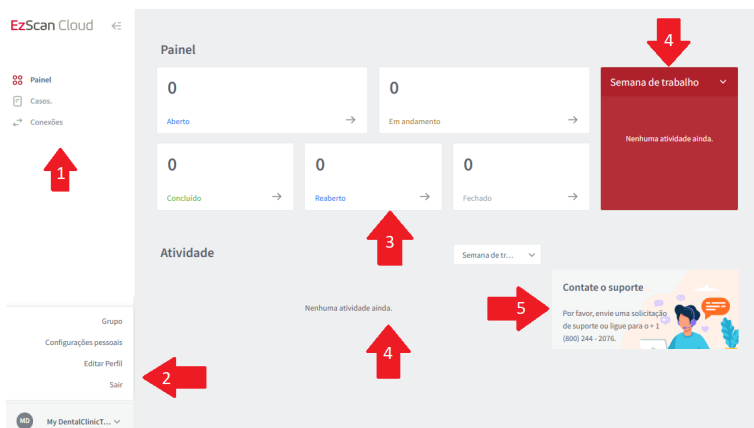 EzScan Cloud
Painel
Casos.
Conexões
1
Painel
0
Aberto
0
Em andamento
4
Semana de trabalho
Nenhuma atividade ainda.
0
Concluído
0
Reaberto
0
Fechado
3
Atividade
Semana de tr...
Nenhuma atividade ainda.
4
5
Contate o suporte
Por favor, envie uma solicitação
de suporte ou ligue para o + 1
(800) 244 - 2076.
Grupo
Configurações pessoais
Editar Perfil
Sair
2
MD
My DentalClinicT...